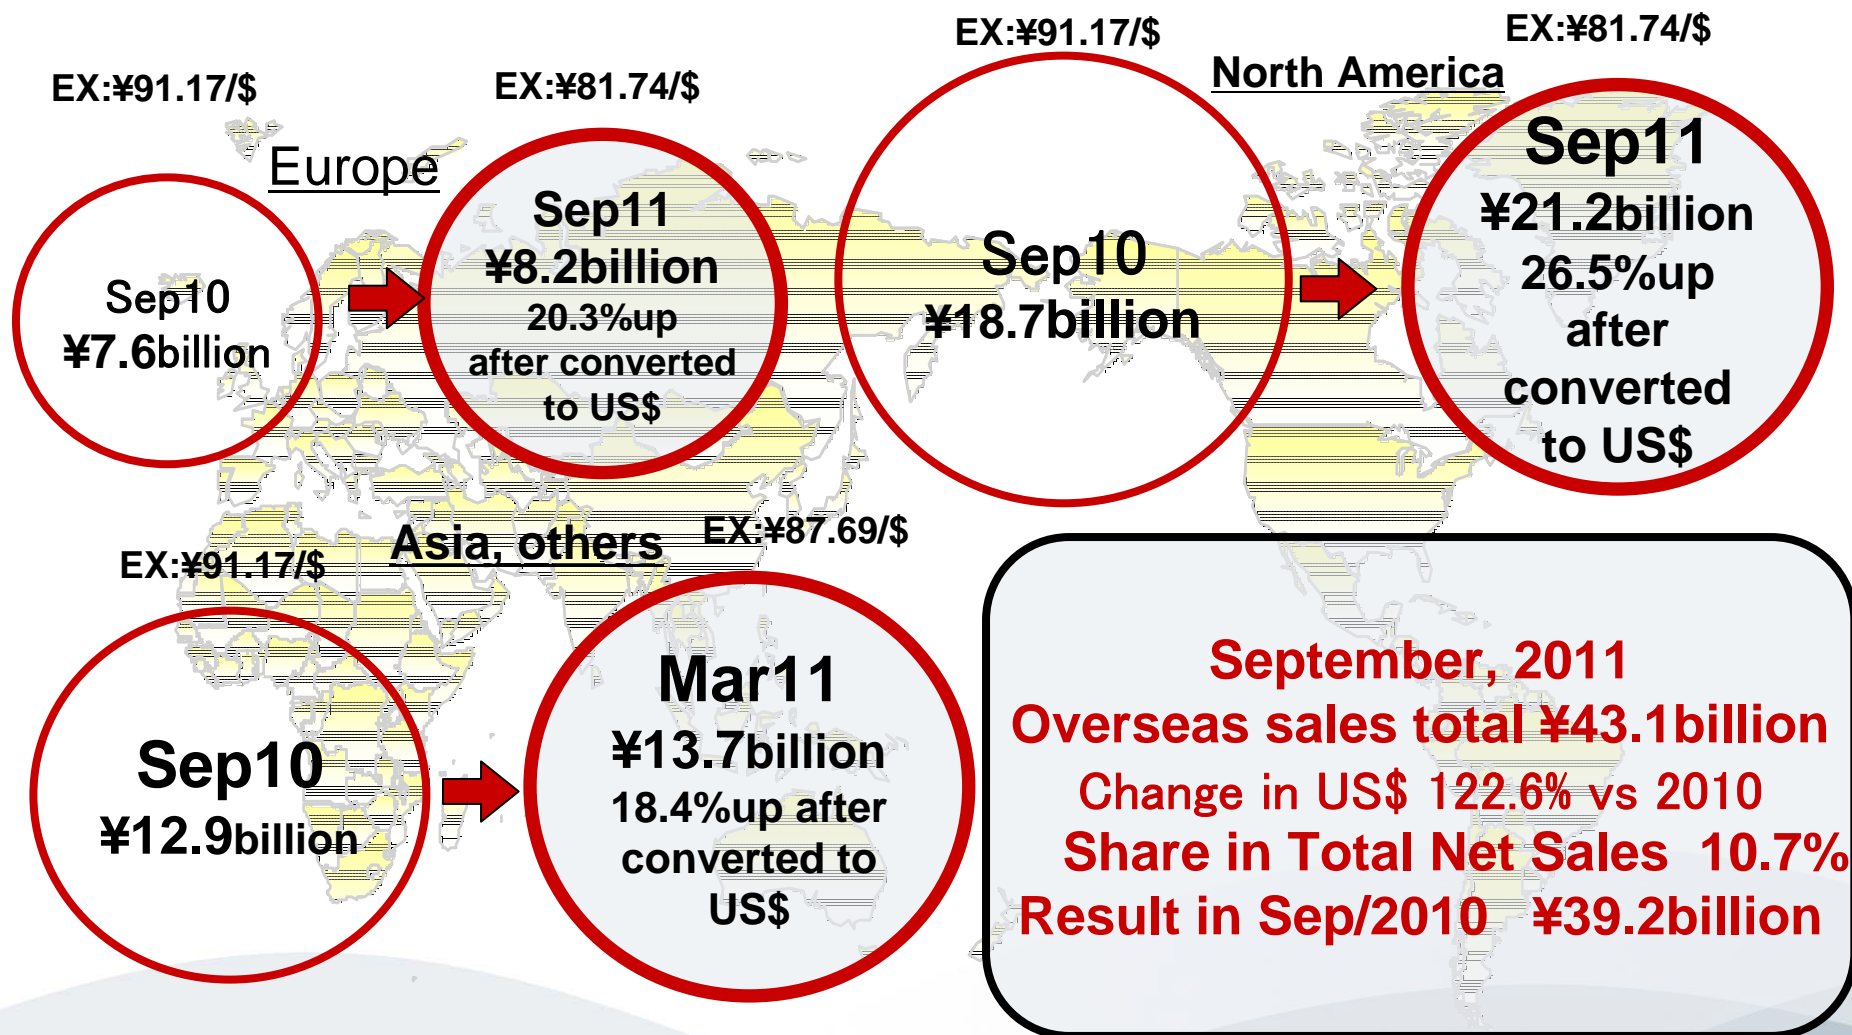 EX:¥91.17/$
EX:¥81.74/$
Europe
Sep10
¥7.6billion
Sep11
¥8.2billion
20.3%up
after converted
to US$
EX:¥91.17/$
EX:¥81.74/$
North America
Sep10
¥18.7billion
Sep11
¥21.2billion
26.5%up
after
converted
to US$
EX:¥91.17/$
Asia, others
EX:¥87.69/$
Sep10
¥12.9billion
Mar11
¥13.7billion
18.4%up after
converted to
US$
September, 2011
Overseas sales total ¥43.1billion
Change in US$ 122.6% vs 2010
Share in Total Net Sales 10.7%
Result in Sep/2010 ¥39.2billion